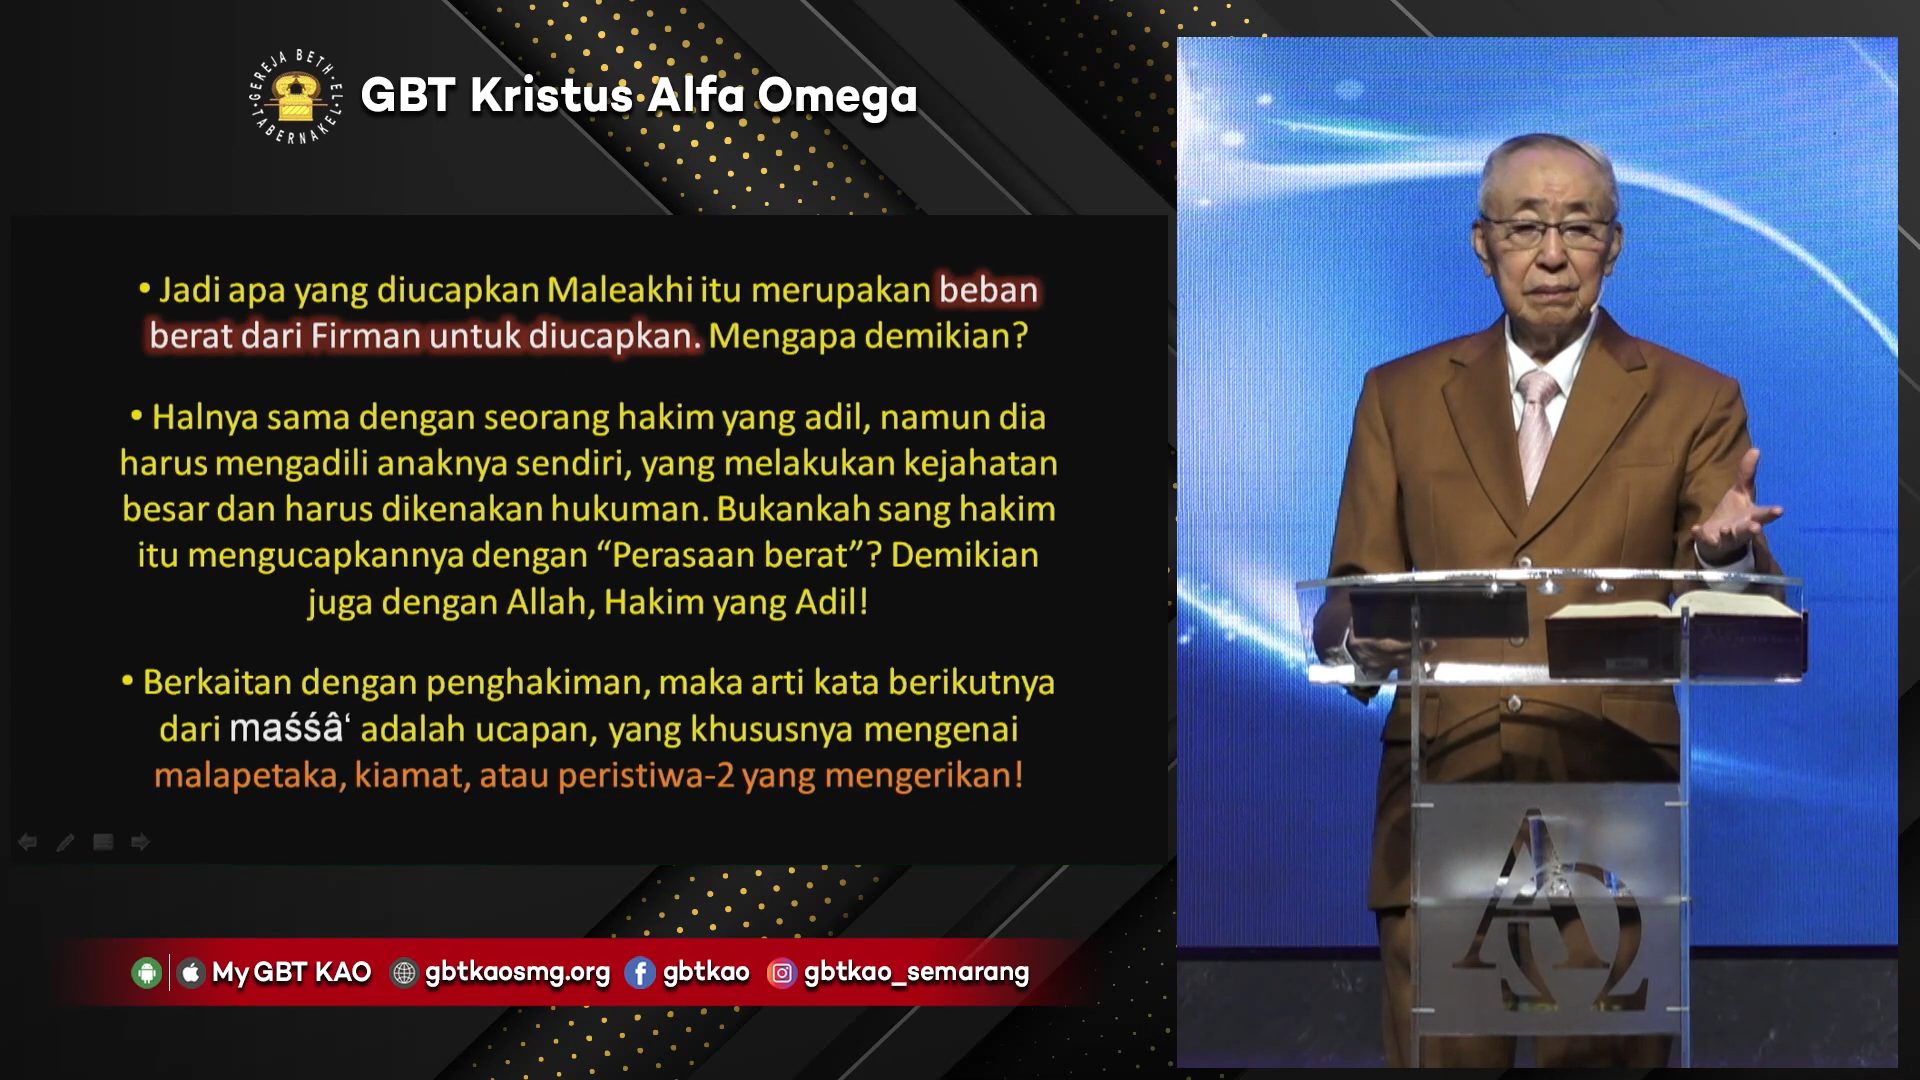 GEREJA BETH-EL TABERNAKEL
GBT Kristus Alfa Omega
• Jadi apa yang diucapkan Maleakhi itu merupakan beban
berat dari Firman untuk diucapkan. Mengapa demikian?
• Halnya sama dengan seorang hakim yang adil, namun dia
harus mengadili anaknya sendiri, yang melakukan kejahatan
besar dan harus dikenakan hukuman. Bukankah sang hakim
itu mengucapkannya dengan “Perasaan berat”? Demikian
juga dengan Allah, Hakim yang Adil!
• Berkaitan dengan penghakiman, maka arti kata berikutnya
dari maśśâ‘ adalah ucapan, yang khususnya mengenai
malapetaka, kiamat, atau peristiwa-2 yang mengerikan!
My GBT KAO gbtkaosmg.org gbtkao gbtkao_semarang
ΑΩ